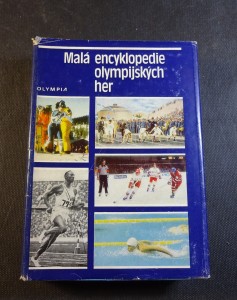 Malá encyklopedie
olympijských
her
OLYMPIA